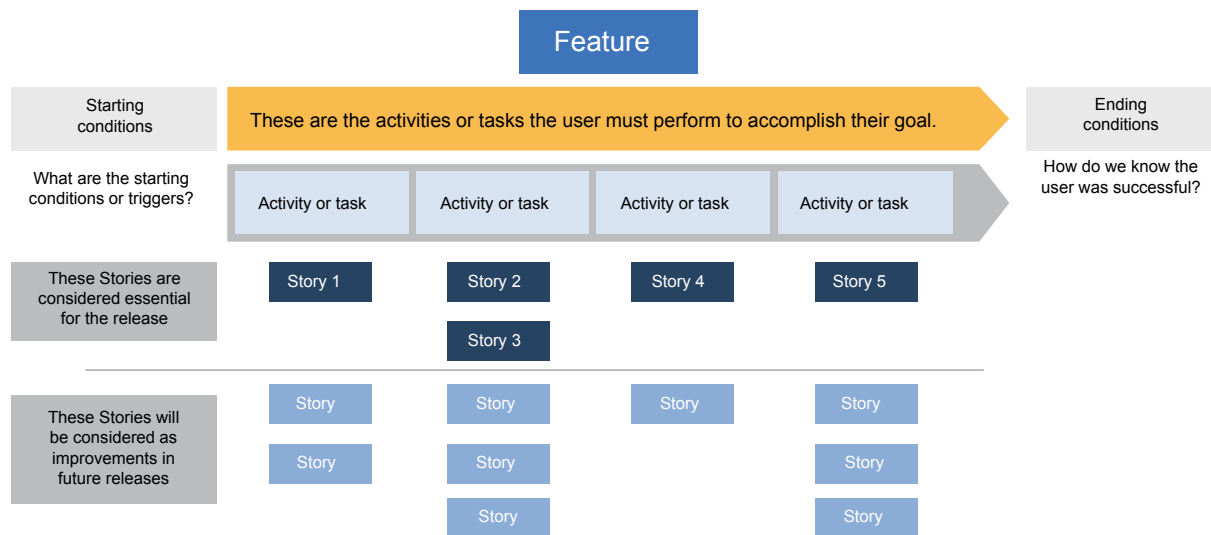 Feature
Starting
conditions
These are the activities or tasks the user must perform to accomplish their goal.
Ending
conditions
What are the starting
conditions or triggers?
Activity or task
Activity or task
Activity or task
Activity or task
How do we know the
user was successful?
These Stories are
considered essential
for the release
Story 1
Story 2
Story 4
Story 5
Story 3
These Stories will
be considered as
improvements in
future releases
Story
Story
Story
Story
Story
Story
Story
Story
Story